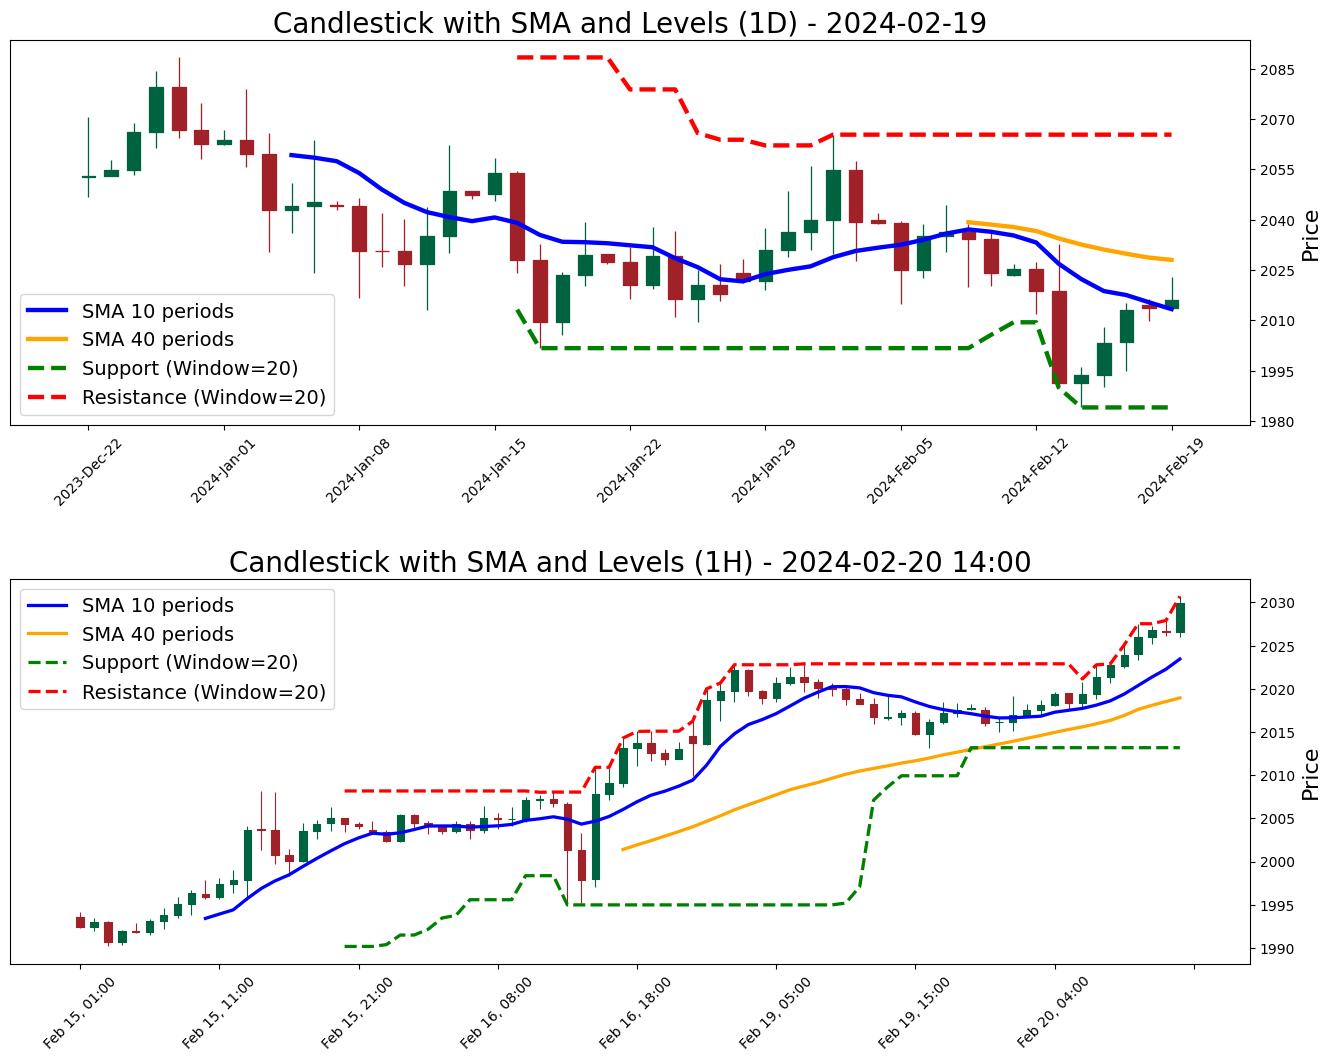 Candlestick with SMA and Levels (1D) - 2024-02-19
SMA 10 periods
SMA 40 periods
Support (Window=20)
Resistance (Window=20)
2085
2070
2055
2040
2025
2010
1995
1980
Price
2023-Dec-22
2024-Jan-01
2024-Jan-08
2024-Jan-15
2024-Jan-22
2024-Jan-29
2024-Feb-05
2024-Feb-12
2024-Feb-19
Candlestick with SMA and Levels (1H) - 2024-02-20 14:00
SMA 10 periods
SMA 40 periods
Support (Window=20)
Resistance (Window=20)
2030
2025
2020
2015
2010
2005
2000
1995
1990
Price
Feb 15, 01:00
Feb 15, 11:00
Feb 15, 21:00
Feb 16, 08:00
Feb 16, 18:00
Feb 19, 05:00
Feb 19, 15:00
Feb 20, 04:00